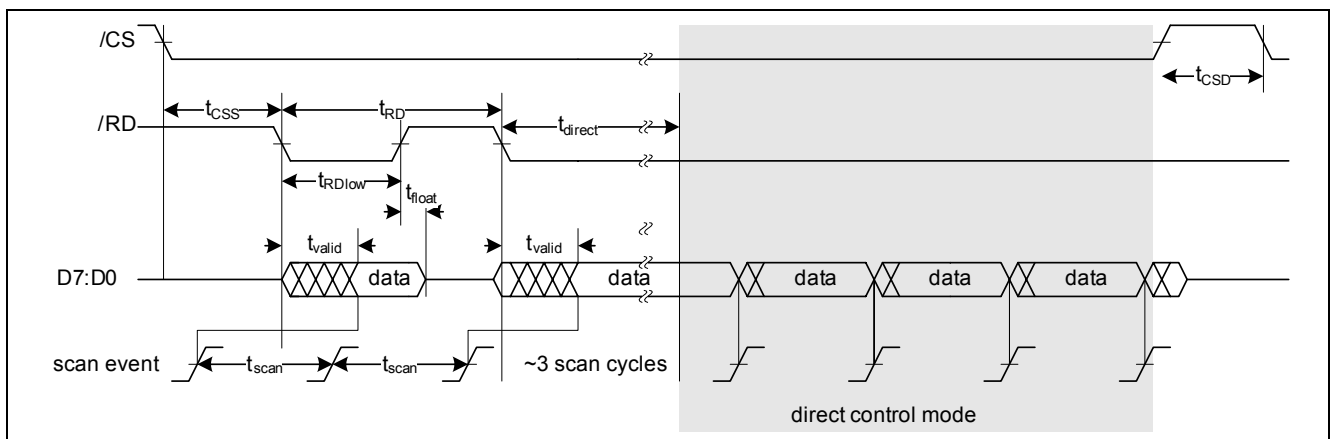 /CS
tCSD
tCSS
tRD
/RD
tdirect
tRDlow
tfloat
tvalid
tvalid
D7:D0
data
data
data
data
data
data
scan event
tscan
tscan
~3 scan cycles
direct control mode